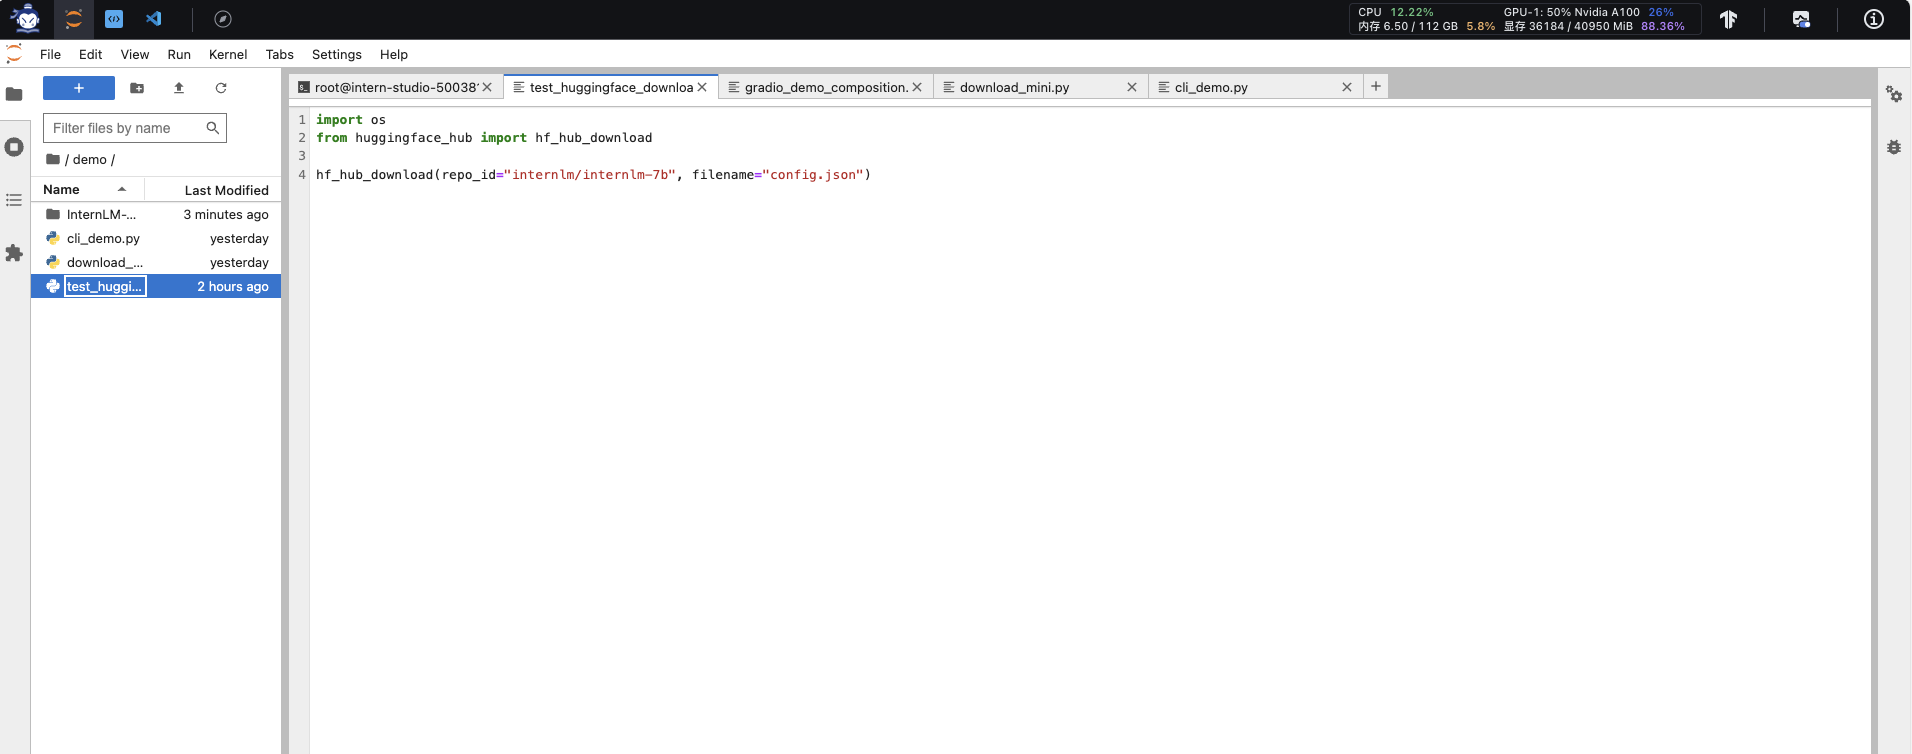 CPU 12.22% GPU-1: 50% Nvidia A100 26%
内存 6.50 / 112 GB 5.8% 显存 36184 / 40950 MiB 88.36%
File Edit View Run Kernel Tabs Settings Help
root@intern-studio-50038 test_huggingface_downloa gradio_demo_composition. download_mini.py cli_demo.py
Filter files by name
/ demo /
Name Last Modified
InternLM-... 3 minutes ago
cli_demo.py yesterday
download_... yesterday
test_huggi... 2 hours ago
1 import os
2 from huggingface_hub import hf_hub_download
3
4 hf_hub_download(repo_id="internlm/internlm-7b", filename="config.json")